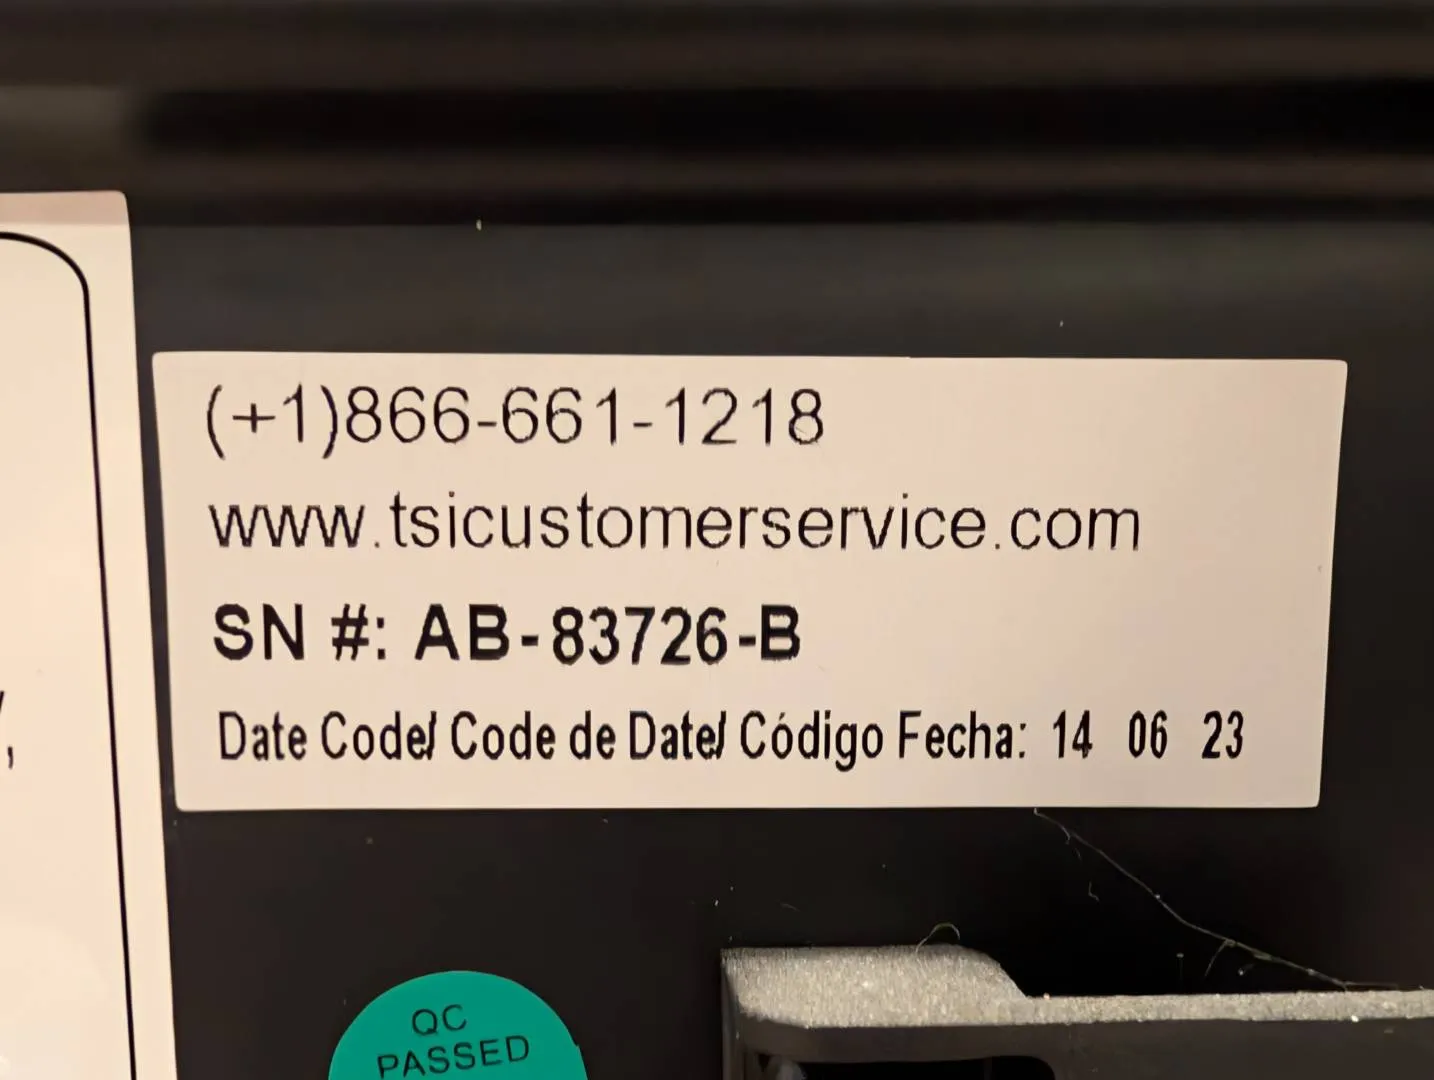 (+1)866-661-1218
www.tsicustomerservice.com
SN #: AB-83726-B
Date Code/ Code de Date/ Código Fecha: 14 06 23
QC
PASSED